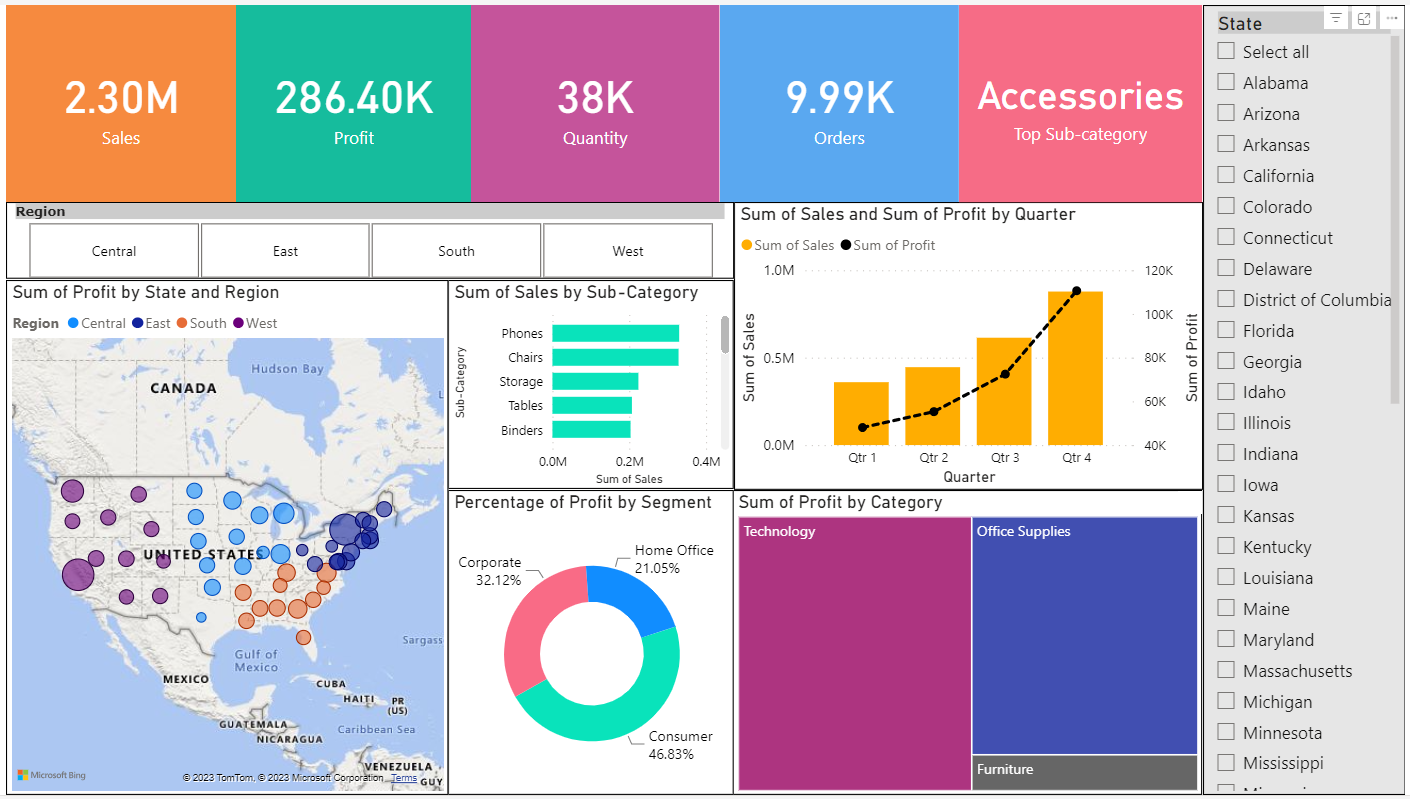 2.30M
Sales
286.40K
Profit
38K
Quantity
9.99K
Orders
Accessories
Top Sub-category
Region
Central
East
South
West
Sum of Profit by State and Region
Region
Central
East
South
West
CANADA
Hudson Bay
UNITED STATES
Gulf of
Mexico
Sargass
MEXICO
CUBA
HAITI
PR
(US)
GUATEMALA
Caribbean Sea
NICARAGUA
VENEZUELA
GUY
Microsoft Bing
© 2023 TomTom, © 2023 Microsoft Corporation
Terms
Sum of Sales by Sub-Category
Sub-Category
Phones
Chairs
Storage
Tables
Binders
0.0M
0.2M
0.4M
Sum of Sales
Sum of Sales and Sum of Profit by Quarter
Sum of Sales
Sum of Profit
1.0M
0.5M
0.0M
Sum of Sales
120K
100K
80K
60K
40K
Sum of Profit
Qtr 1
Qtr 2
Qtr 3
Qtr 4
Quarter
Percentage of Profit by Segment
Corporate
32.12%
Home Office
21.05%
Consumer
46.83%
Sum of Profit by Category
Technology
Office Supplies
Furniture
State
Select all
Alabama
Arizona
Arkansas
California
Colorado
Connecticut
Delaware
District of Columbia
Florida
Georgia
Idaho
Illinois
Indiana
Iowa
Kansas
Kentucky
Louisiana
Maine
Maryland
Massachusetts
Michigan
Minnesota
Mississippi